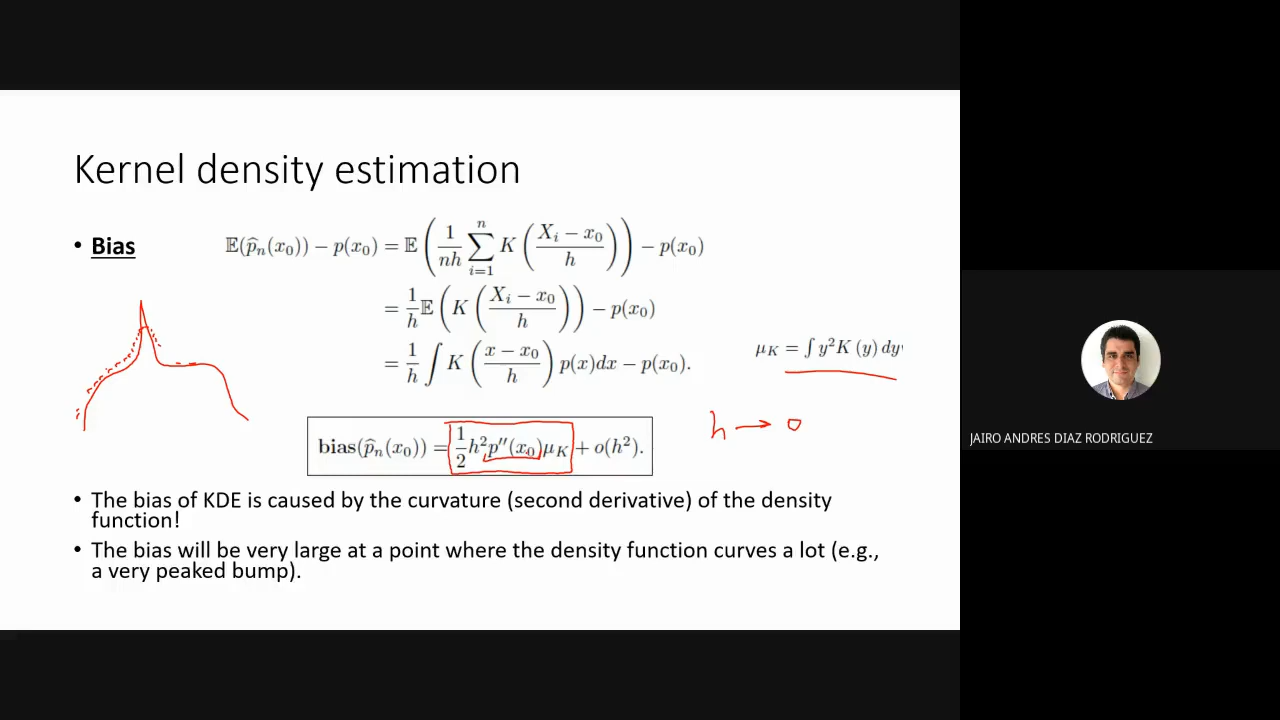 Kernel density estimation
• Bias
𝔼(p̂ₙ(x₀)) − p(x₀) = 𝔼( 1/(nh) ∑ᵢ₌₁ⁿ K( (Xᵢ − x₀)/h ) ) − p(x₀)
= 1/h 𝔼( K( (Xᵢ − x₀)/h ) ) − p(x₀)
= 1/h ∫ K( (x − x₀)/h ) p(x)dx − p(x₀).
μ_K = ∫ y²K (y) dy
h → 0
bias(p̂ₙ(x₀)) = 1/2 h²p″(x₀)μ_K + o(h²).
• The bias of KDE is caused by the curvature (second derivative) of the density
function!
• The bias will be very large at a point where the density function curves a lot (e.g.,
a very peaked bump).
JAIRO ANDRES DIAZ RODRIGUEZ